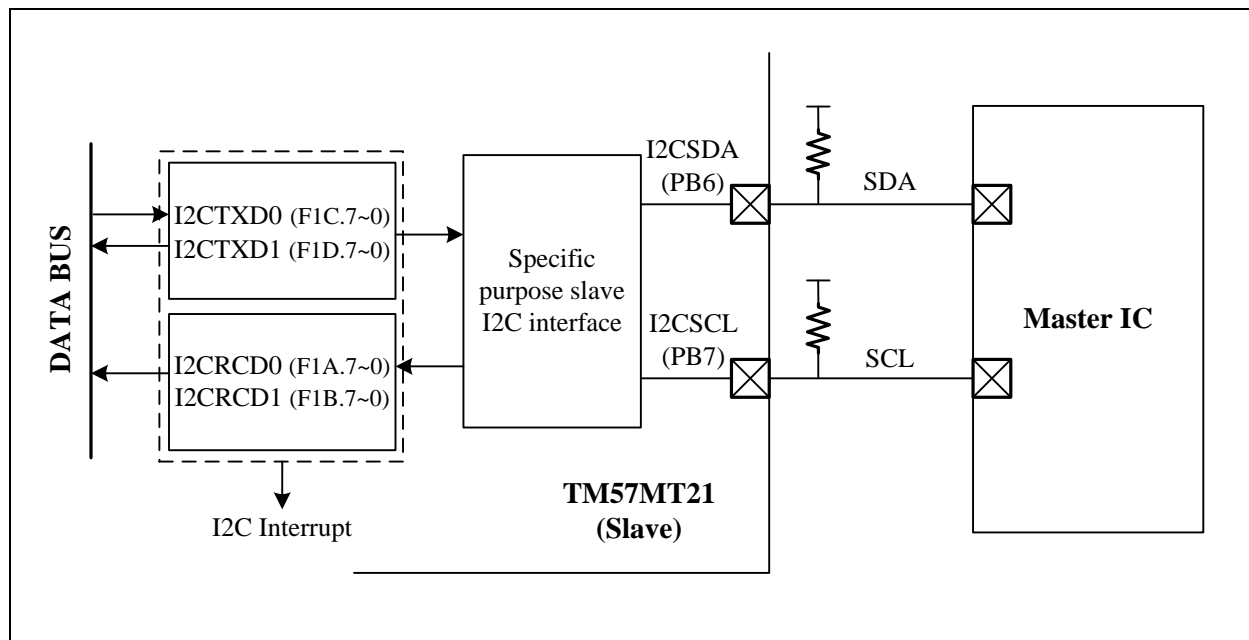 DATA BUS
I2CTXD0 (F1C.7~0)
I2CTXD1 (F1D.7~0)
I2CRCD0 (F1A.7~0)
I2CRCD1 (F1B.7~0)
I2C Interrupt
Specific
purpose slave
I2C interface
I2CSDA
(PB6)
I2CSCL
(PB7)
TM57MT21
(Slave)
SDA
SCL
Master IC